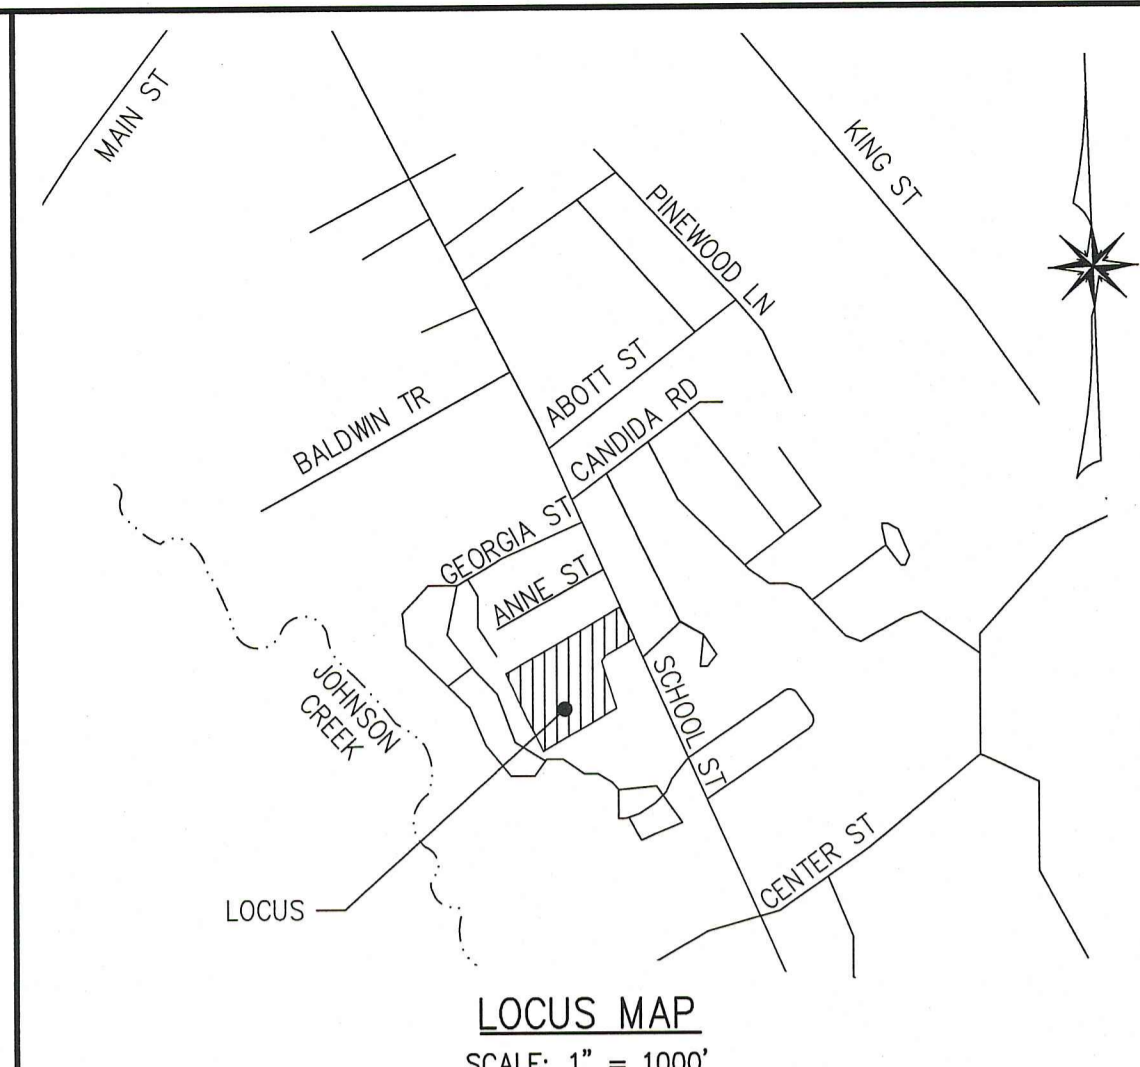 MAIN ST
KING ST
PINEWOOD LN
ABOTT ST
BALDWIN TR
CANDIDA RD
GEORGIA ST
ANNE ST
SCHOOL ST
JOHNSON
CREEK
CENTER ST
LOCUS
LOCUS MAP
SCALE: 1" = 1000'